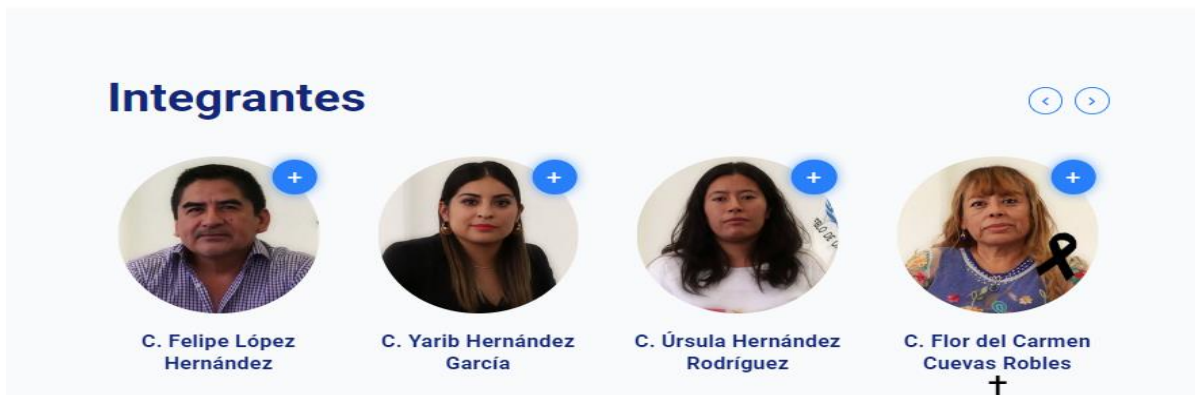 Integrantes
C. Felipe López
Hernández
C. Yarib Hernández
García
C. Úrsula Hernández
Rodríguez
C. Flor del Carmen
Cuevas Robles
†